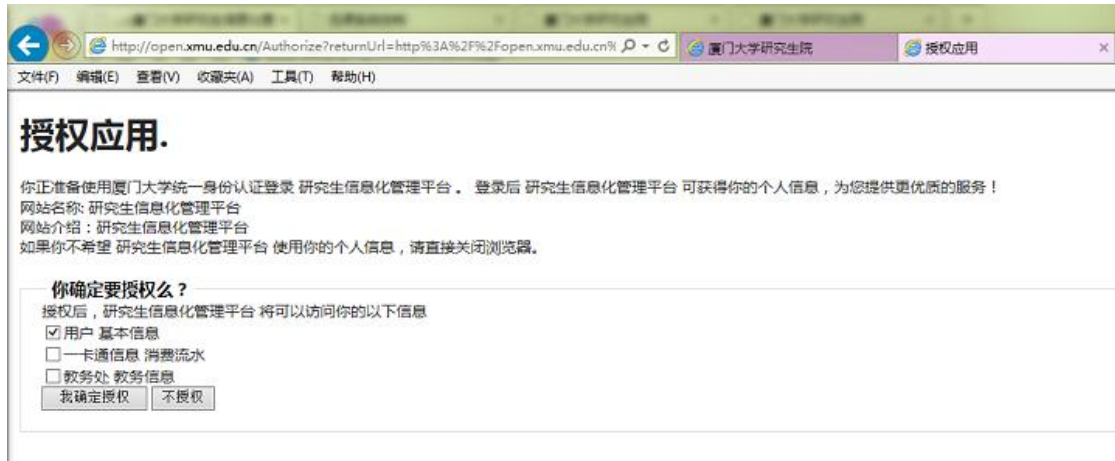 http://open.xmu.edu.cn/Authorize?returnUrl=http%3A%2F%2Fopen.xmu.edu.cn%
厦门大学研究生院
授权应用
文件(F) 编辑(E) 查看(V) 收藏夹(A) 工具(T) 帮助(H)
授权应用.
你正准备使用厦门大学统一身份认证登录 研究生信息化管理平台 。 登录后 研究生信息化管理平台 可获得你的个人信息，为您提供更优质的服务！
网站名称: 研究生信息化管理平台
网站介绍：研究生信息化管理平台
如果你不希望 研究生信息化管理平台 使用你的个人信息，请直接关闭浏览器。
你确定要授权么？
授权后，研究生信息化管理平台 将可以访问你的以下信息
用户 基本信息
一卡通信息 消费流水
教务处 教务信息
我确定授权 不授权